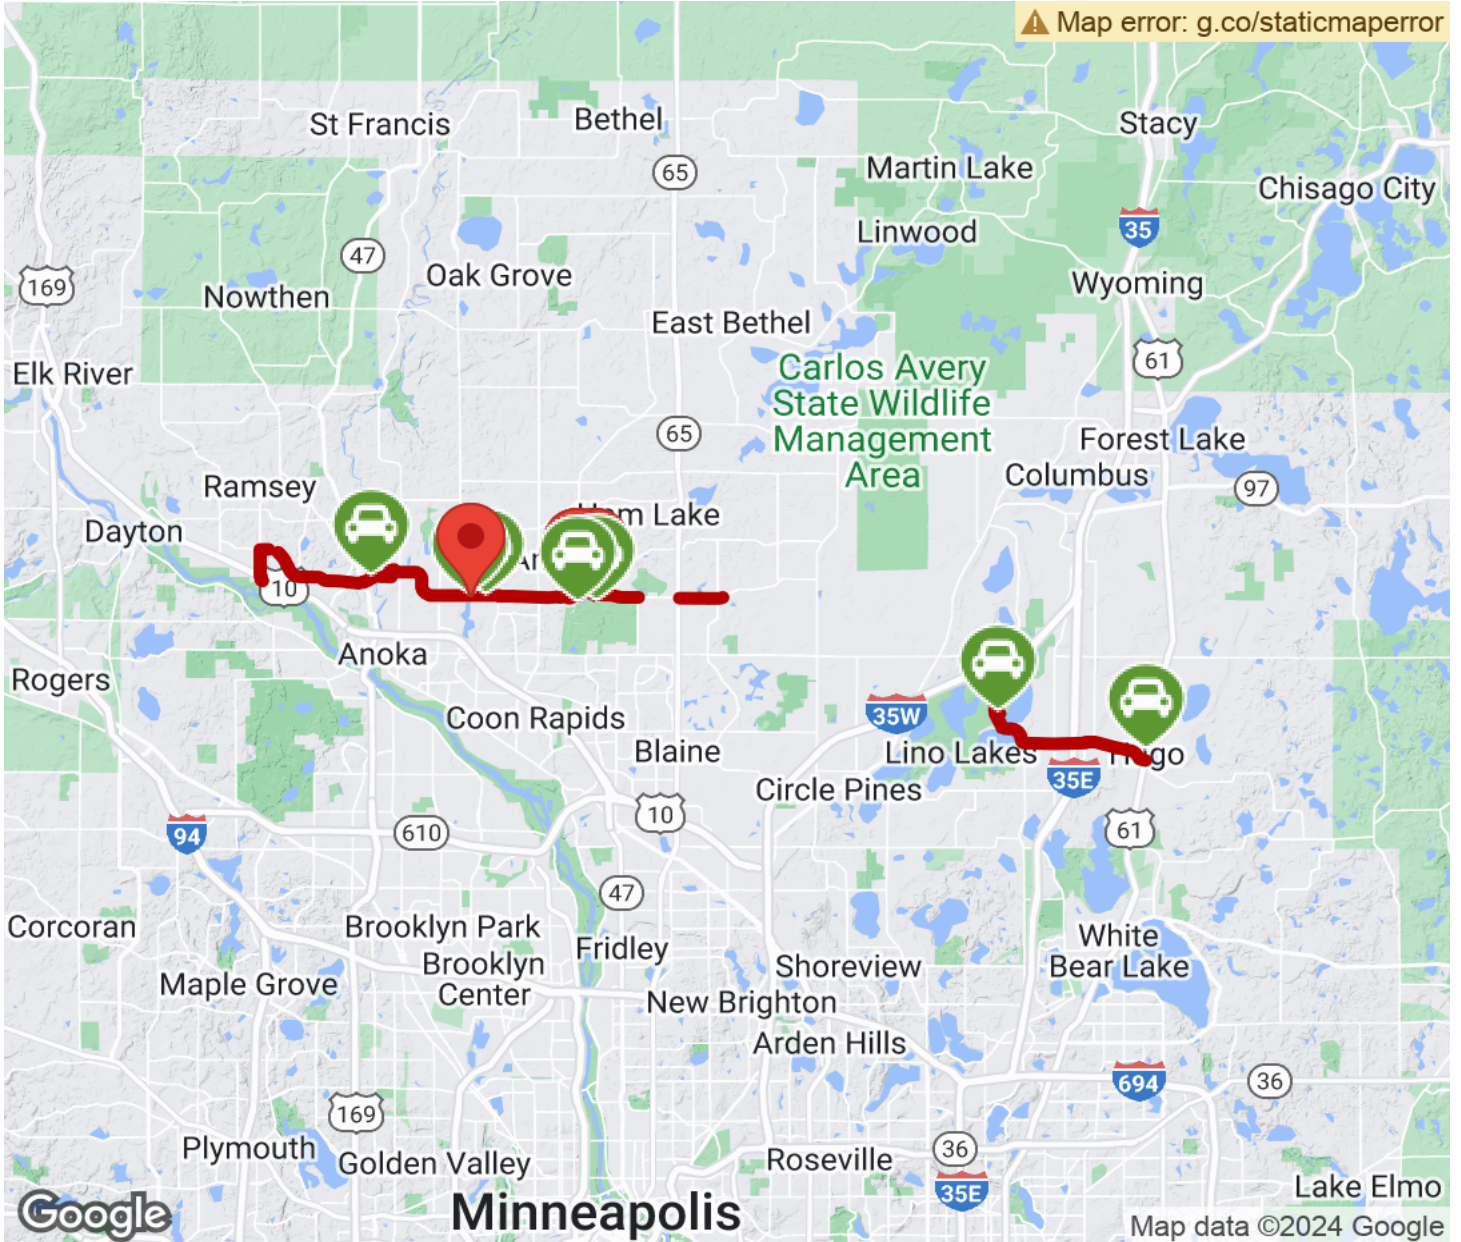 Map error: g.co/staticmaperror
St Francis
Bethel
Stacy
65
Martin Lake
Chisago City
Linwood
35
47
Oak Grove
169
Nowthen
Wyoming
East Bethel
61
Elk River
Carlos Avery
State Wildlife
Management
Area
65
Forest Lake
Columbus
97
Ramsey
Lake
Dayton
10
Anoka
Rogers
35W
Coon Rapids
Blaine
Lino Lakes
35E
Circle Pines
10
61
610
94
47
Corcoran
Brooklyn Park
White
Bear Lake
Fridley
Brooklyn
Center
Shoreview
Maple Grove
New Brighton
Arden Hills
694
36
169
Plymouth
Golden Valley
Roseville
36
35E
Lake Elmo
Google
Minneapolis
Map data ©2024 Google